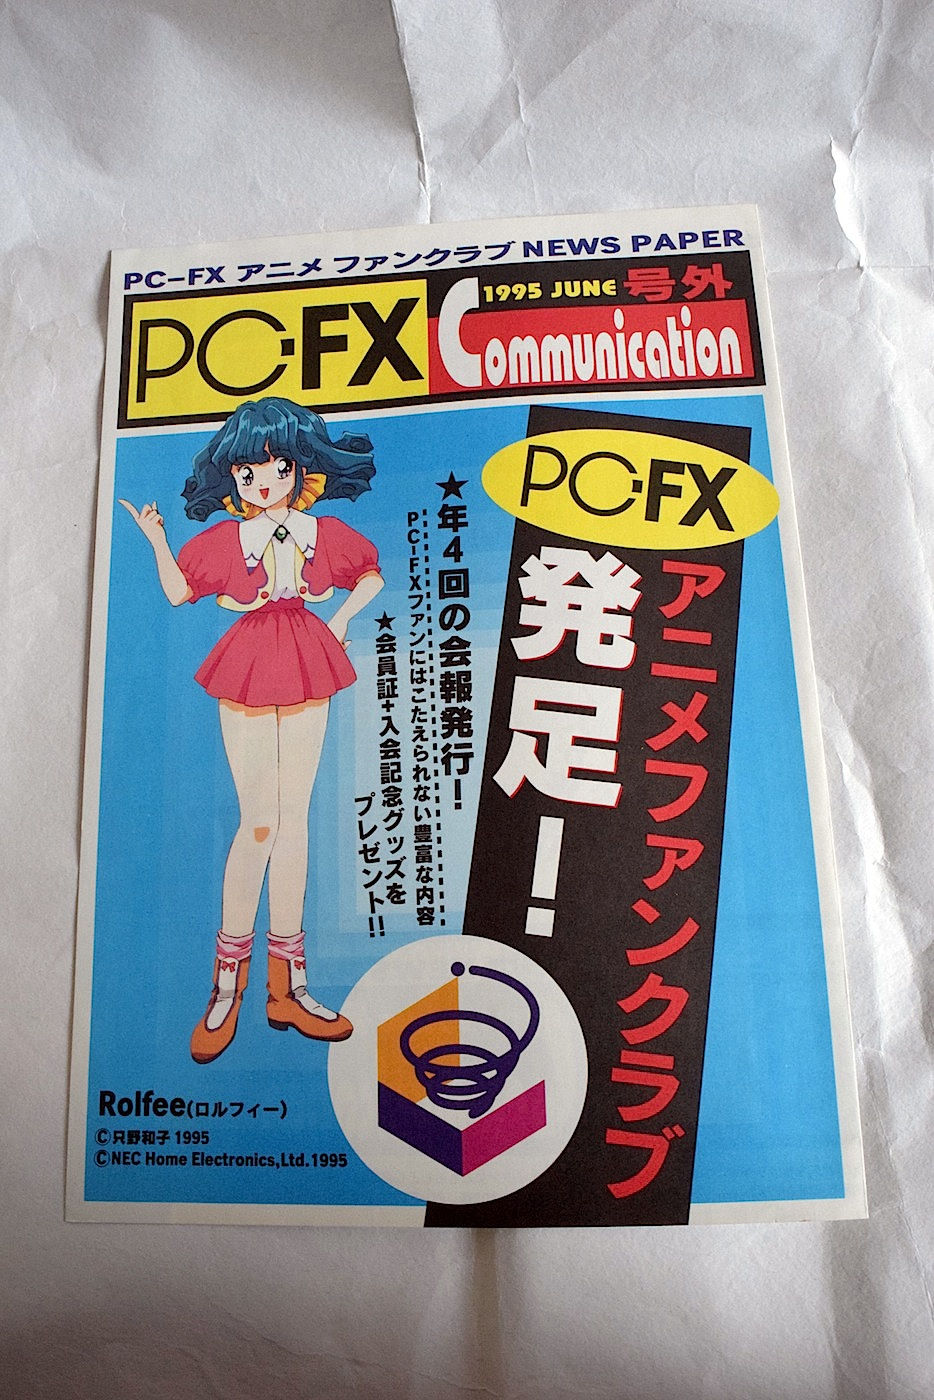 PC-FX アニメ ファンクラブ NEWS PAPER
PC-FX
1995 JUNE 号外
Communication
PC-FX
アニメファンクラブ
発足!
★年4回の会報発行!
PC-FXファンにはこたえられない豊富な内容
★会員証+入会記念グッズを
プレゼント!!
Rolfee(ロルフィー)
©只野和子 1995
©NEC Home Electronics,Ltd.1995